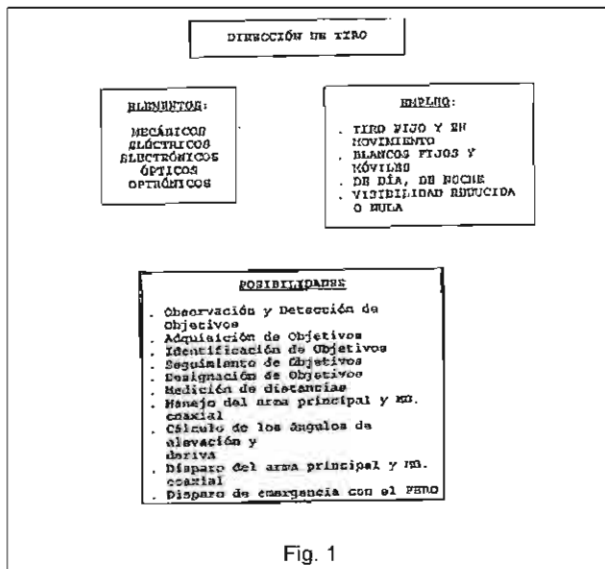 DIRECCIÓN DE TIRO
ELEMENTOS:
MECÁNICOS
ELÉCTRICOS
ELECTRÓNICOS
ÓPTICOS
OPTRÓNICOS
EMPLEO:
. TIRO FIJO Y EN
MOVIMIENTO
. BLANCOS FIJOS Y
MÓVILES
. DE DÍA, DE NOCHE
. VISIBILIDAD REDUCIDA
O NULA
POSIBILIDADES
. Observación y Detección de
Objetivos
. Adquisición de Objetivos
. Identificación de Objetivos
. Seguimiento de Objetivos
. Designación de Objetivos
. Medición de distancias
. Manejo del arma principal y MG.
coaxial
. Cálculo de los ángulos de
elevación y
deriva
. Disparo del arma principal y MG.
coaxial
. Disparo de emergencia con el PERO
Fig. 1